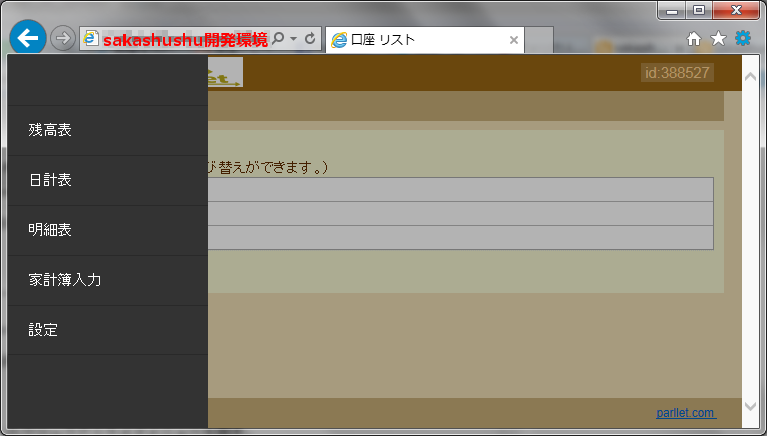 sakashushu開発環境
口座 リスト
et.
id:388527
残高表
び替えができます。)
日計表
明細表
家計簿入力
設定
parllet.com